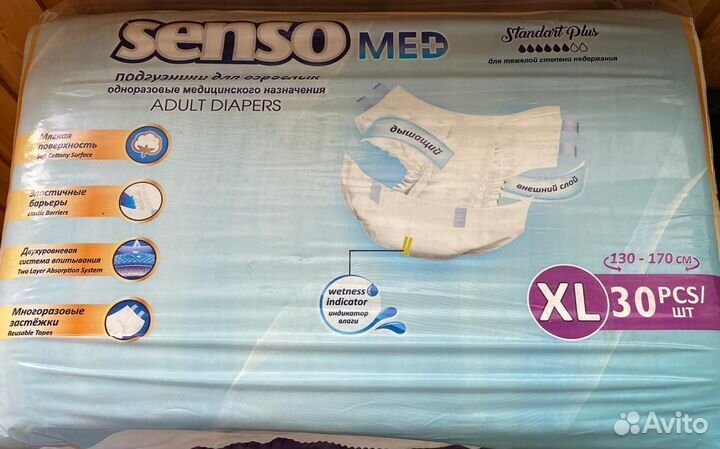 senso MED
Standart Plus
для тяжелой степени недержания
Подгузники для взрослых
одноразовые медицинского назначения
ADULT DIAPERS
Мягкая
поверхность
Soft Cottony Surface
дышащий
внешний слой
Эластичные
барьеры
Elastic Barriers
Двухуровневая
система впитывания
Two Layer Absorption System
130 - 170 см
Многоразовые
застёжки
Reusable Tapes
wetness
indicator
индикатор
влаги
XL 30 PCS/
шт
Avito